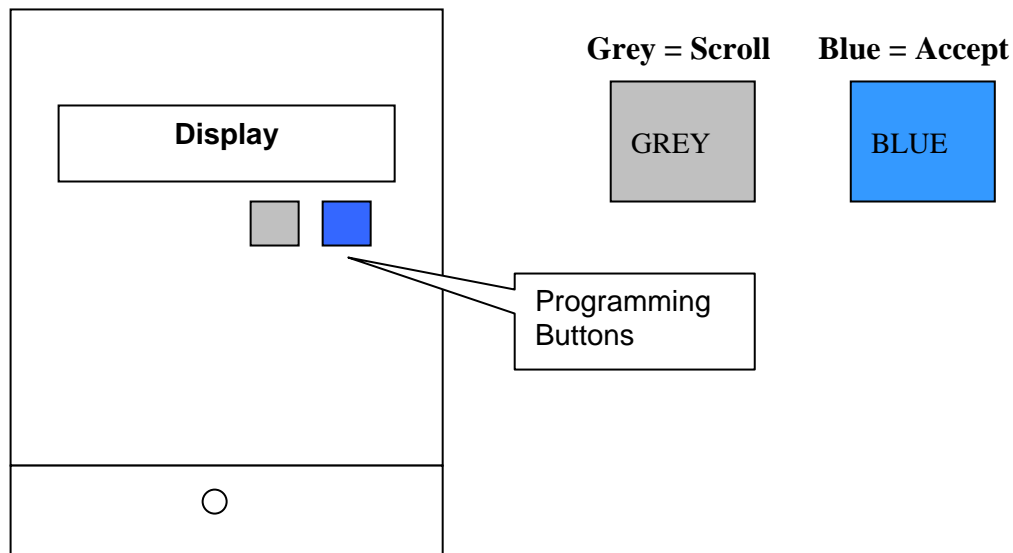 Grey = Scroll Blue = Accept
Display
GREY
BLUE
Programming
Buttons